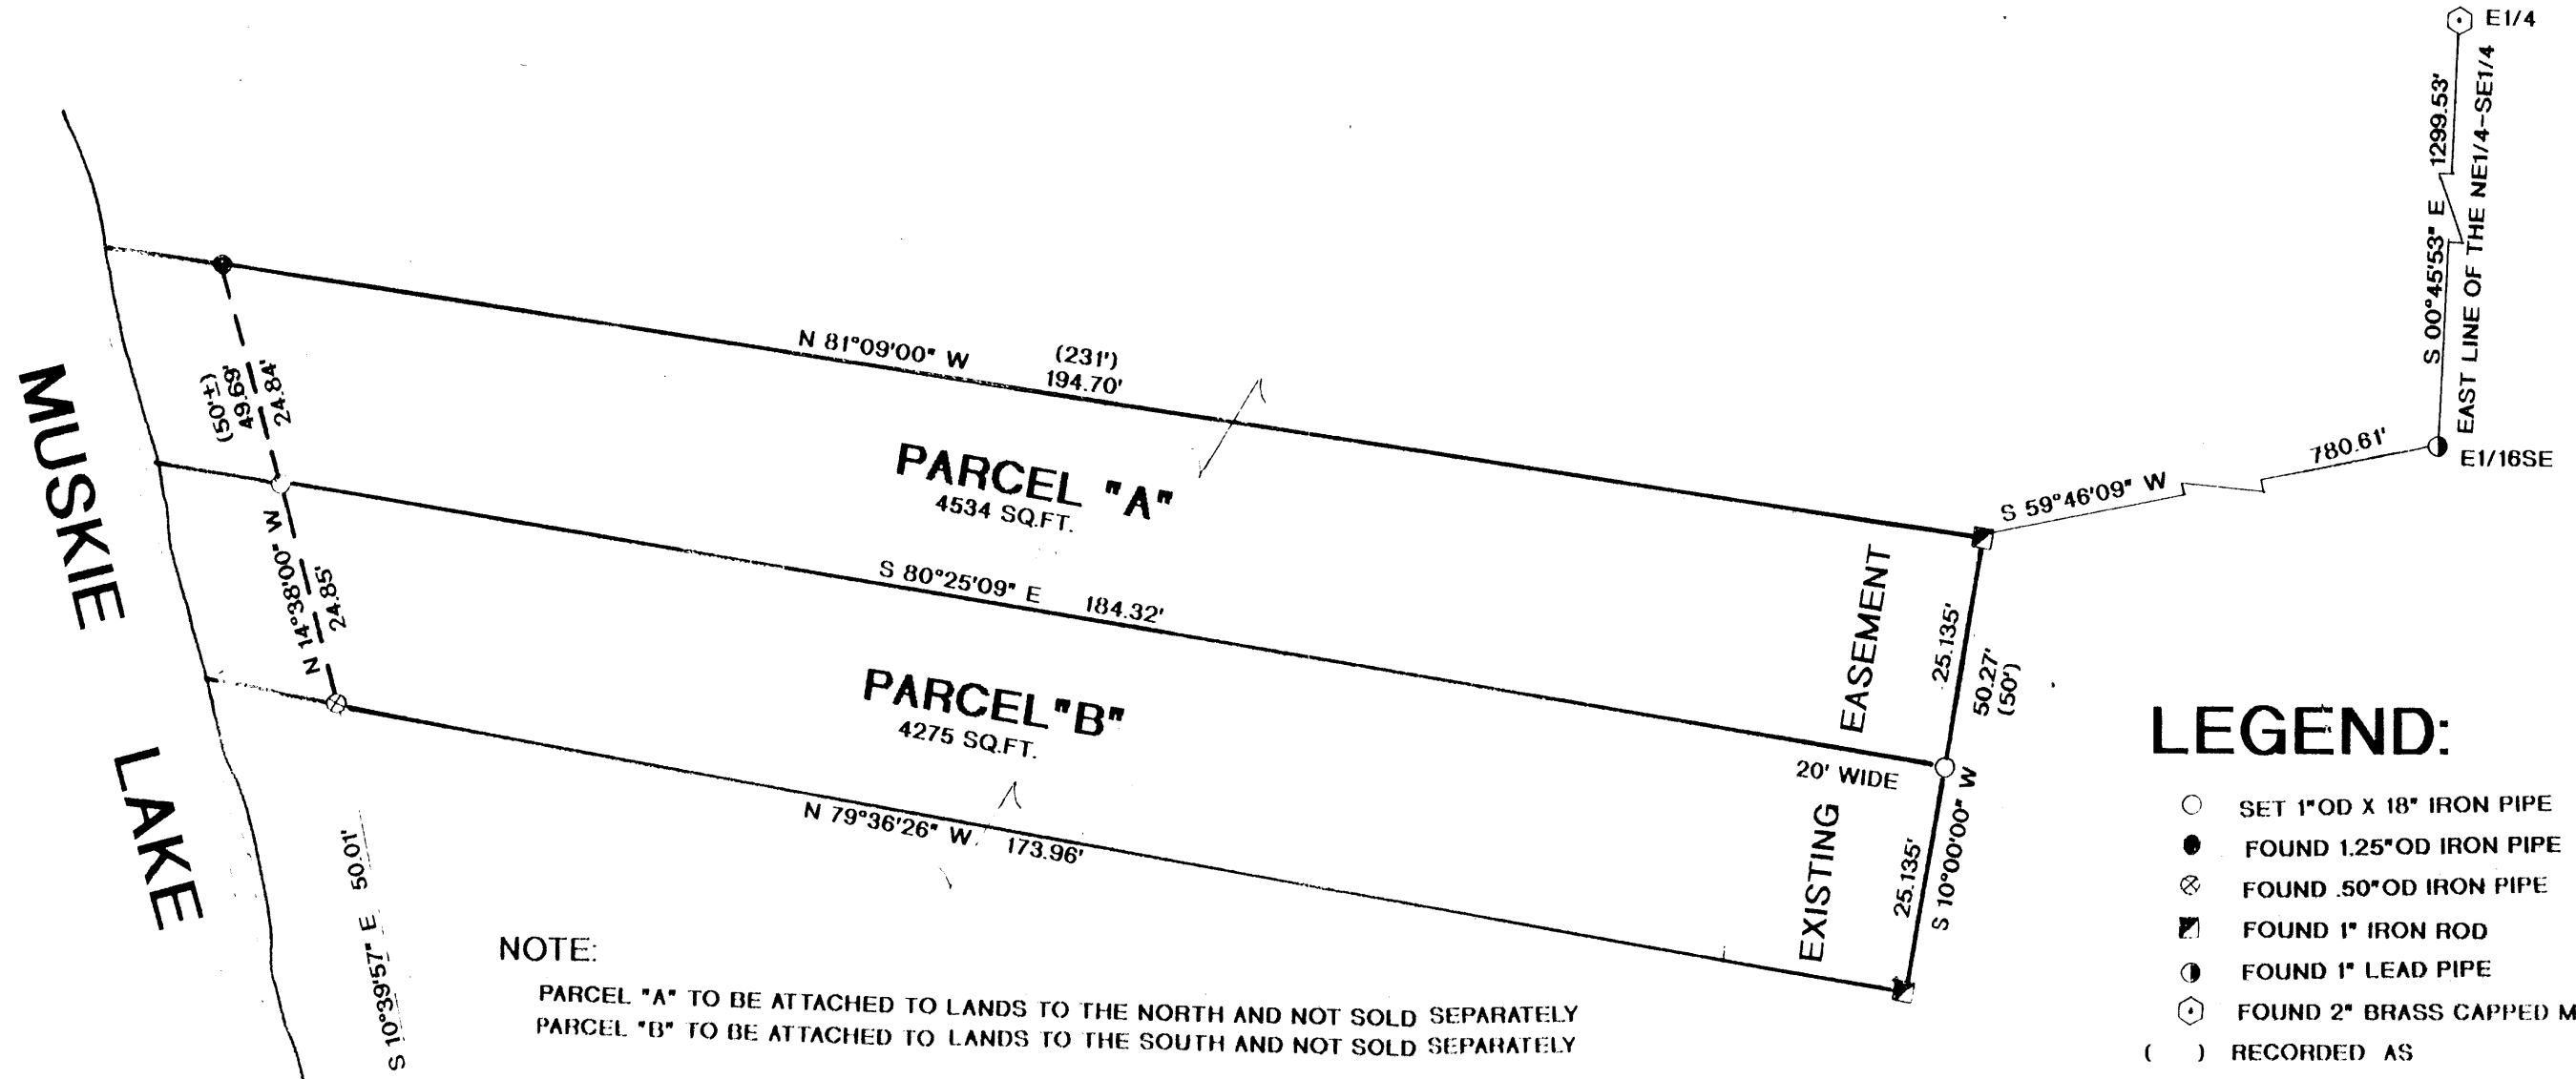 E1/4
S 00°45'53" E 1299.53'
EAST LINE OF THE NE1/4-SE1/4
E1/16SE
S 59°46'09" W 780.61'
N 81°09'00" W (231')
194.70'
(50'±)
49.69'
24.84'
PARCEL "A"
4534 SQ.FT.
N 14°38'00" W
24.85'
S 80°25'09" E 184.32'
MUSKIE LAKE
PARCEL "B"
4275 SQ.FT.
N 79°36'26" W 173.96'
EXISTING EASEMENT
20' WIDE
25.135'
50.27'
(50')
25.135'
S 10°00'00" W
S 10°39'57" E 50.01'
NOTE:
PARCEL "A" TO BE ATTACHED TO LANDS TO THE NORTH AND NOT SOLD SEPARATELY
PARCEL "B" TO BE ATTACHED TO LANDS TO THE SOUTH AND NOT SOLD SEPARATELY
LEGEND:
SET 1"OD X 18" IRON PIPE
FOUND 1.25"OD IRON PIPE
FOUND .50"OD IRON PIPE
FOUND 1" IRON ROD
FOUND 1" LEAD PIPE
FOUND 2" BRASS CAPPED M
( ) RECORDED AS